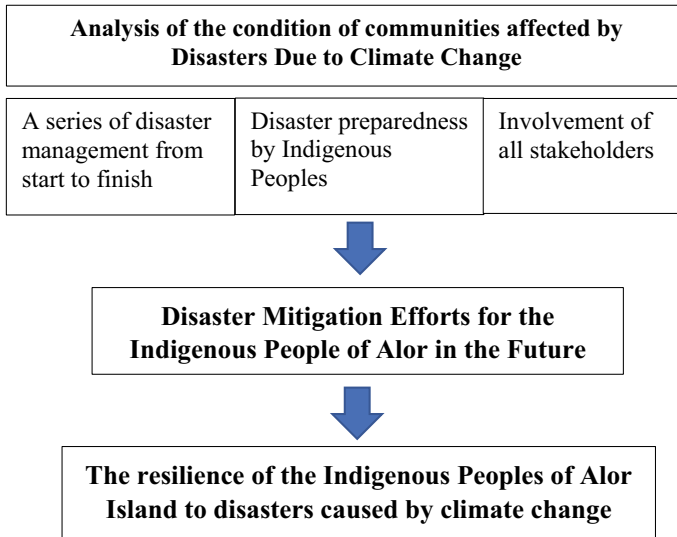 Analysis of the condition of communities affected by
Disasters Due to Climate Change
A series of disaster
management from
start to finish
Disaster preparedness
by Indigenous
Peoples
Involvement of
all stakeholders
Disaster Mitigation Efforts for the
Indigenous People of Alor in the Future
The resilience of the Indigenous Peoples of Alor
Island to disasters caused by climate change